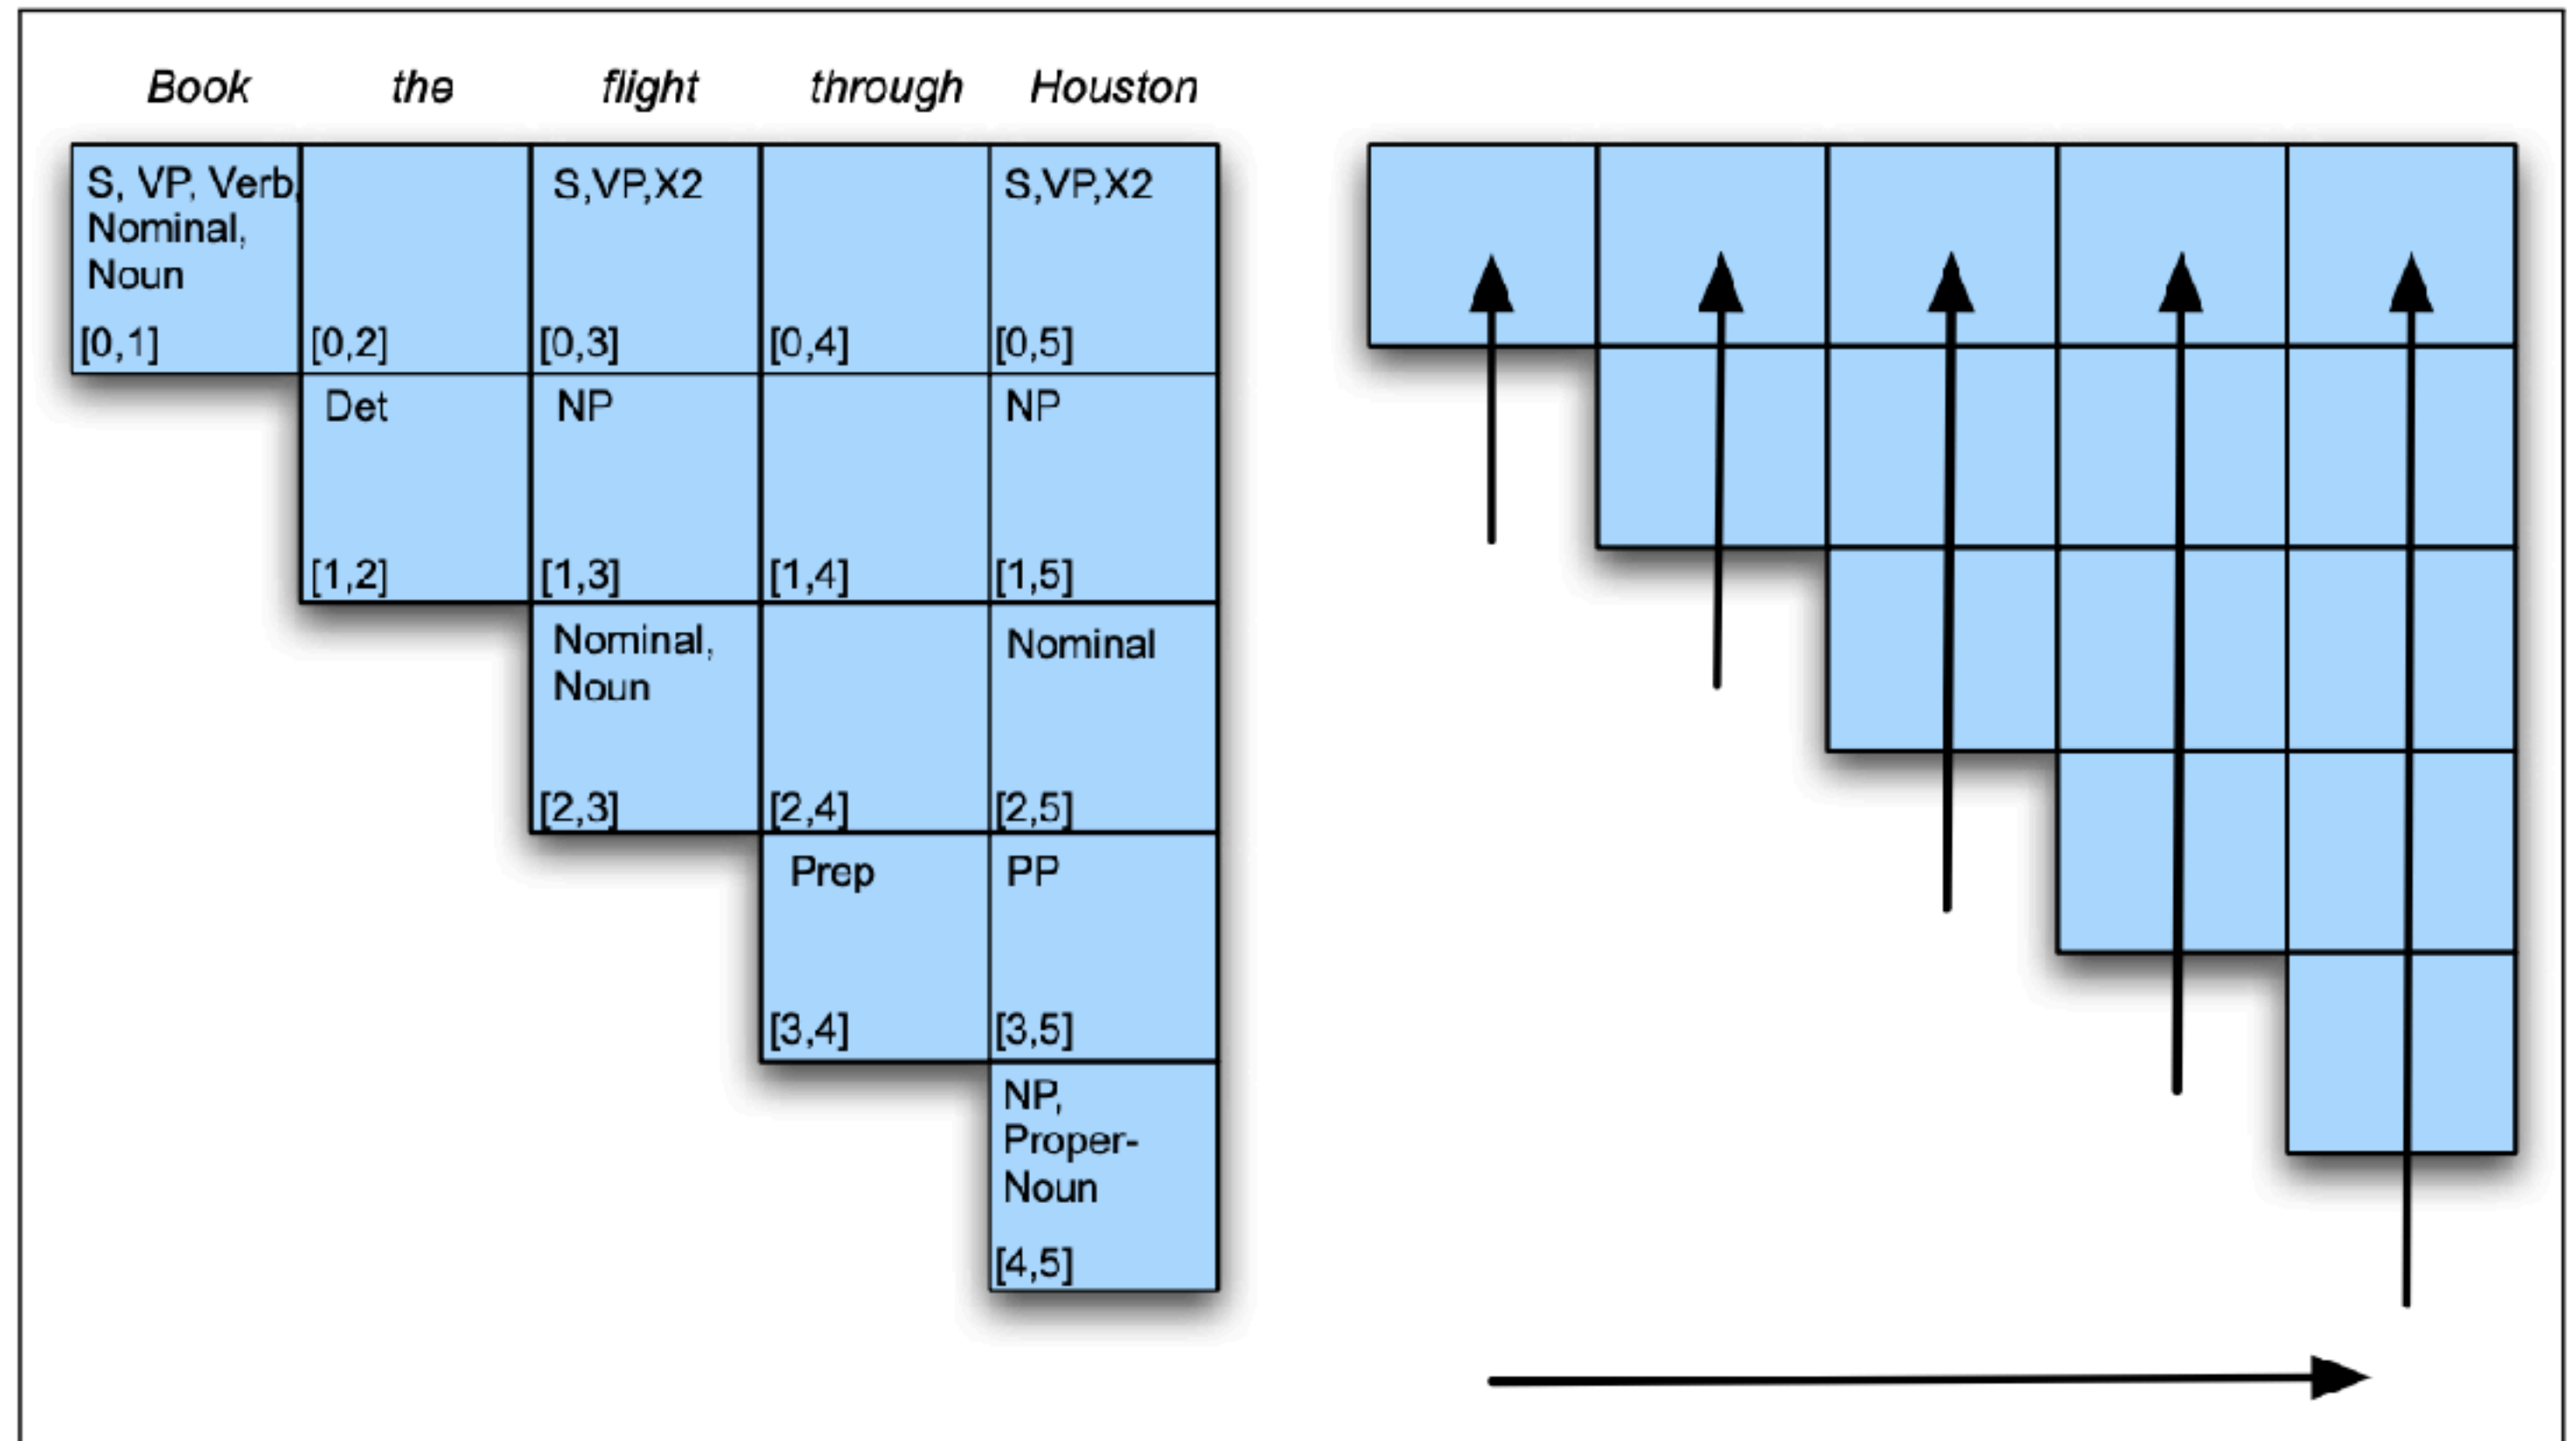 Book the flight through Houston
S, VP, Verb,
Nominal,
Noun
[0,1]
[0,2]
S,VP,X2
[0,3]
[0,4]
S,VP,X2
[0,5]
Det
[1,2]
NP
[1,3]
[1,4]
NP
[1,5]
Nominal,
Noun
[2,3]
[2,4]
Nominal
[2,5]
Prep
[3,4]
PP
[3,5]
NP,
Proper-
Noun
[4,5]